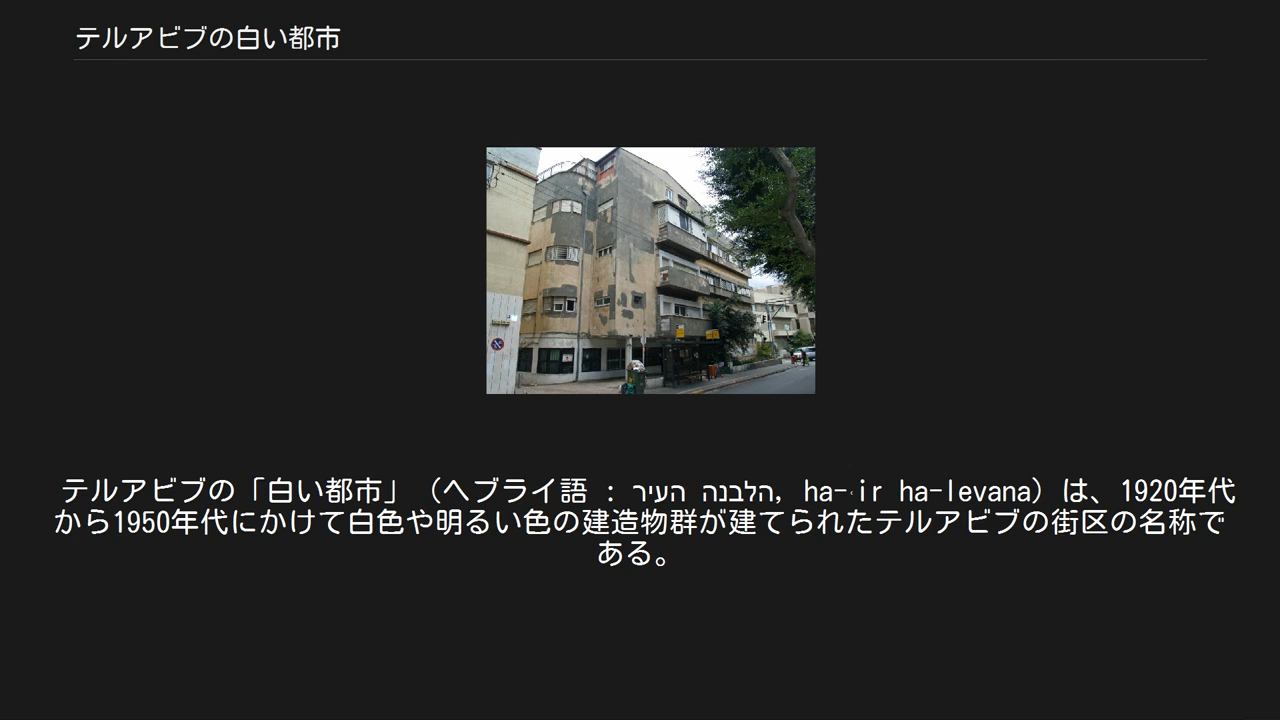 テルアビブの白い都市
テルアビブの「白い都市」（ヘブライ語 : הלבנה העיר, ha-ʿir ha-levana）は、1920年代
から1950年代にかけて白色や明るい色の建造物群が建てられたテルアビブの街区の名称で
ある。